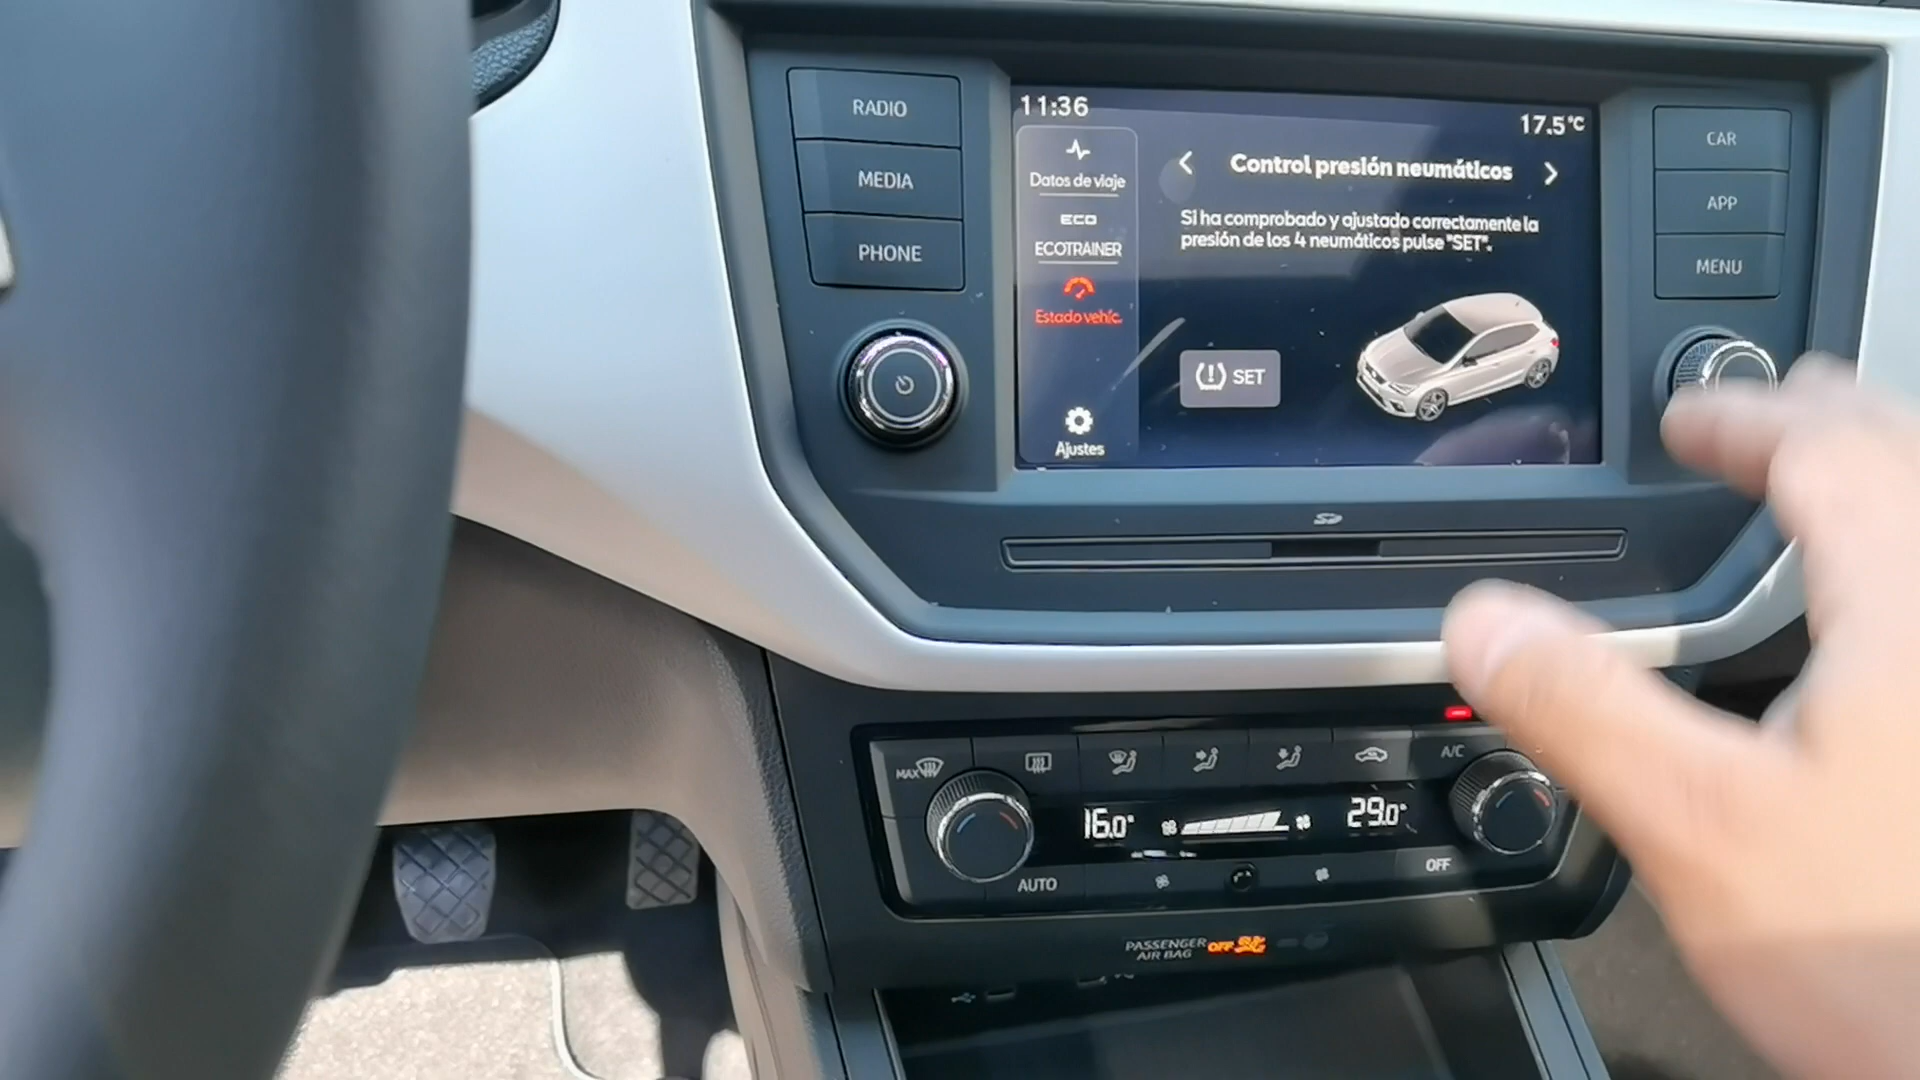 RADIO
MEDIA
PHONE
11:36
17.5°C
Datos de viaje
ECO
ECOTRAINER
Estado vehíc.
Ajustes
Control presión neumáticos
Si ha comprobado y ajustado correctamente la
presión de los 4 neumáticos pulse "SET".
SET
CAR
APP
MENU
SD
MAX
A/C
16.0°
29.0°
AUTO
OFF
PASSENGER
AIR BAG
OFF